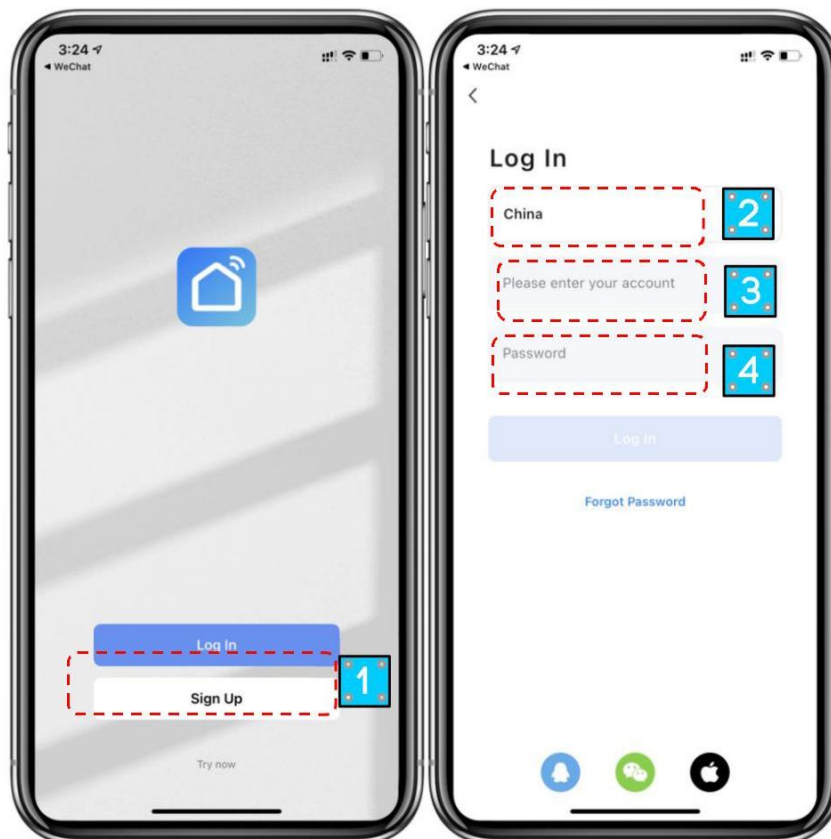 3:24
WeChat
Log In
Sign Up
1
Try now
3:24
WeChat
Log In
China
2
Please enter your account
3
Password
4
Log In
Forgot Password